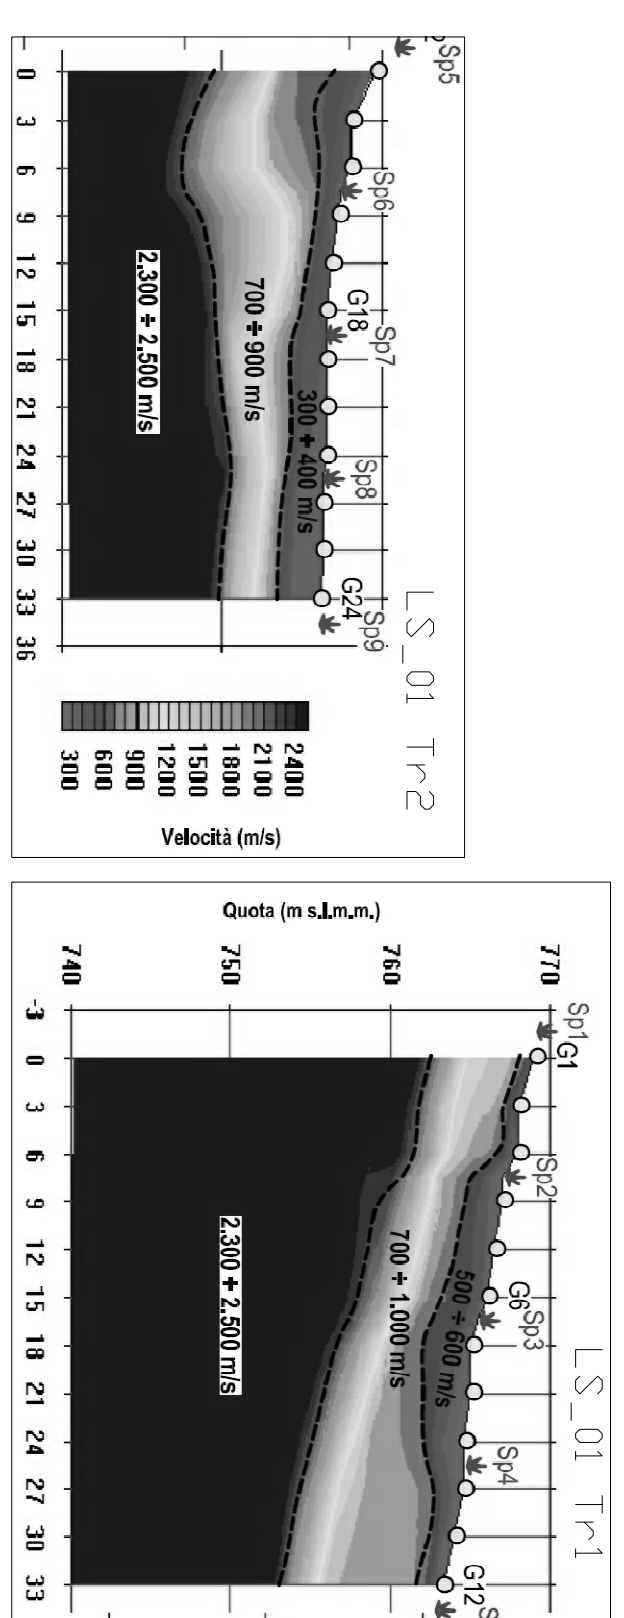 LS_01 Tr2
Sp5
Sp6
Sp7
Sp8
Sp9
G18
G24
300 ÷ 400 m/s
700 ÷ 900 m/s
2.300 ÷ 2.500 m/s
0 3 6 9 12 15 18 21 24 27 30 33 36
300 600 900 1200 1500 1800 2100 2400
Velocità (m/s)
LS_01 Tr1
Quota (m s.l.m.m.)
770
760
750
740
Sp1
Sp2
Sp3
Sp4
G1
G6
G12
500 ÷ 600 m/s
700 ÷ 1.000 m/s
2.300 ÷ 2.500 m/s
-3 0 3 6 9 12 15 18 21 24 27 30 33